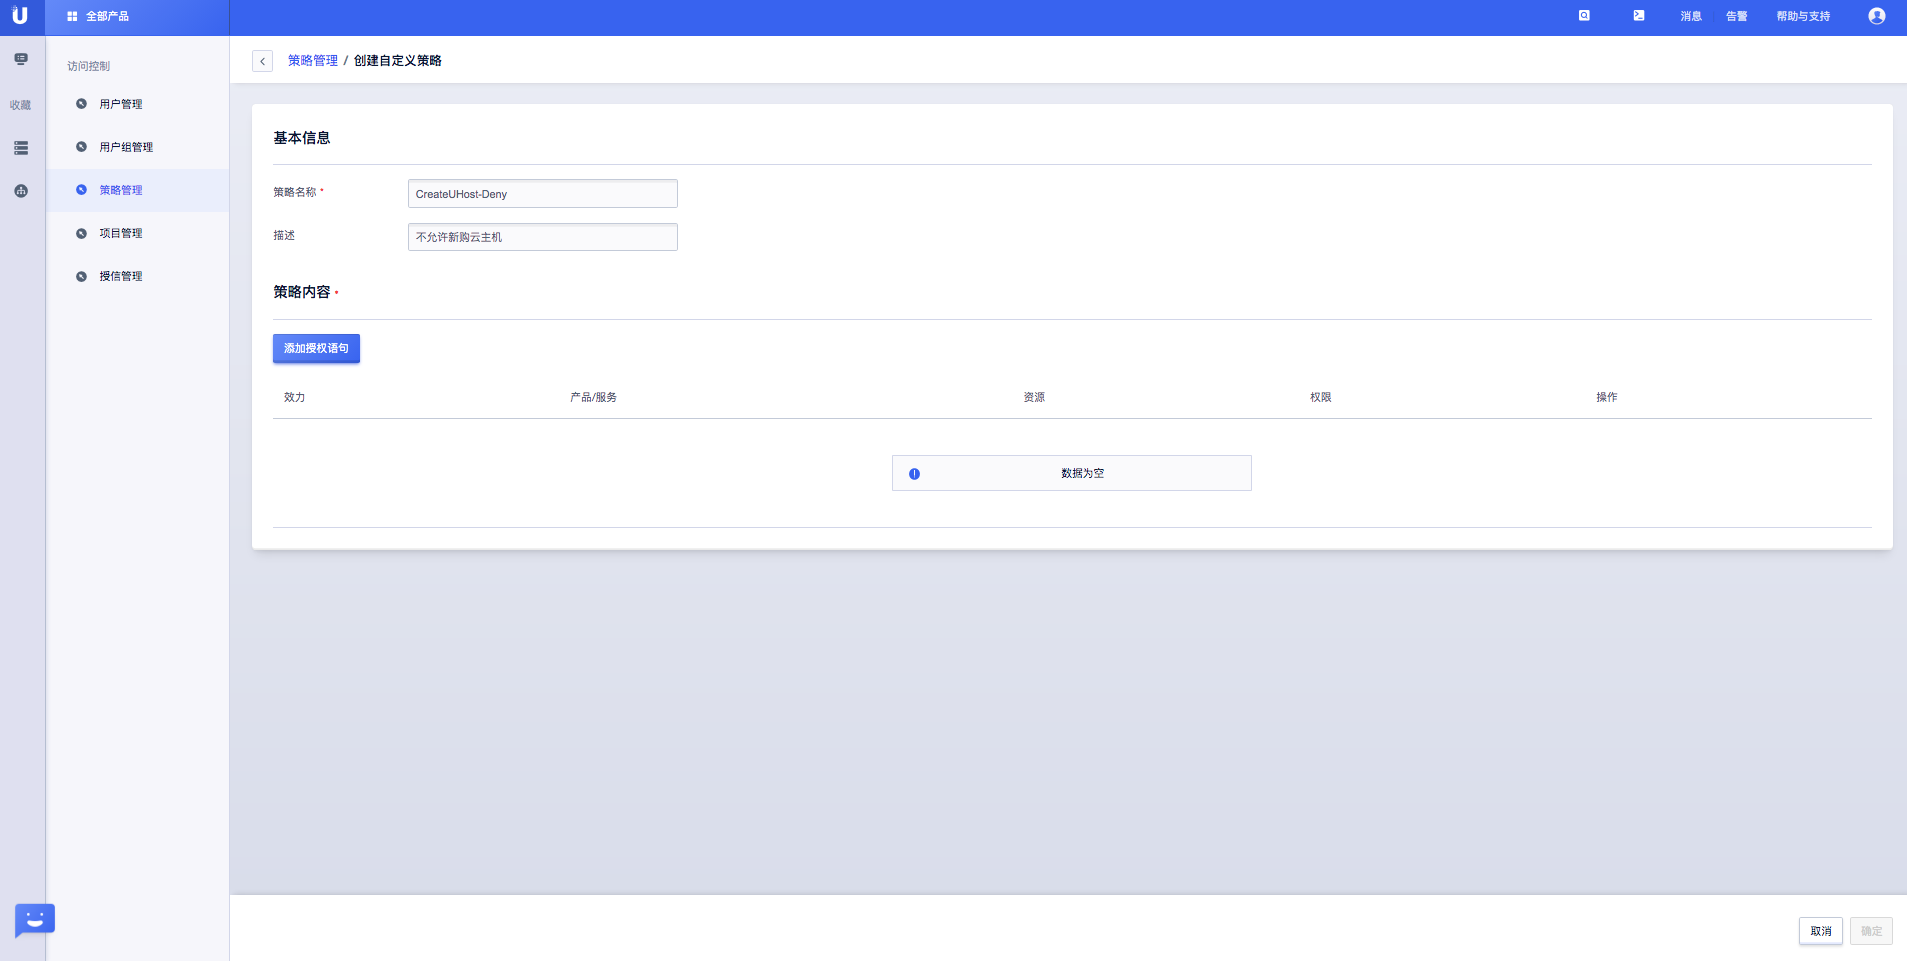 全部产品
消息
告警
帮助与支持
收藏
访问控制
用户管理
用户组管理
策略管理
项目管理
授信管理
策略管理 / 创建自定义策略
基本信息
策略名称 *
CreateUHost-Deny
描述
不允许新购云主机
策略内容 *
添加授权语句
效力 产品/服务 资源 权限 操作
数据为空
取消
确定